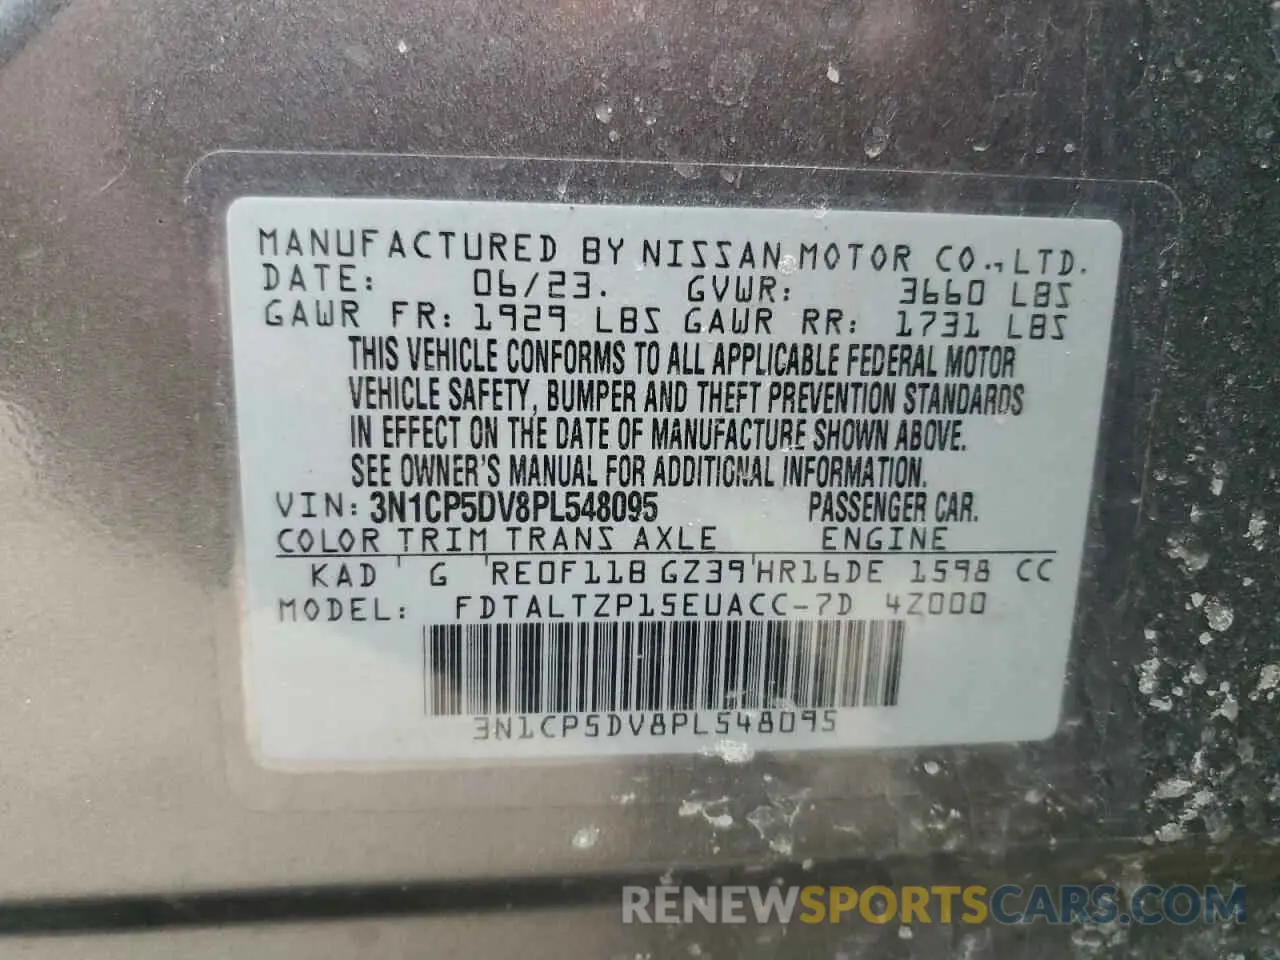 MANUFACTURED BY NISSAN MOTOR CO., LTD.
DATE: 06/23. GVWR: 3660 LBS
GAWR FR: 1929 LBS GAWR RR: 1731 LBS
THIS VEHICLE CONFORMS TO ALL APPLICABLE FEDERAL MOTOR
VEHICLE SAFETY, BUMPER AND THEFT PREVENTION STANDARDS
IN EFFECT ON THE DATE OF MANUFACTURE SHOWN ABOVE.
SEE OWNER'S MANUAL FOR ADDITIONAL INFORMATION.
VIN: 3N1CP5DV8PL548095 PASSENGER CAR.
COLOR TRIM TRANS AXLE ENGINE
KAD G RE0F11B GZ39 HR16DE 1598 CC
MODEL: FDTALTZP15EUACC-7D 4Z000
3N1CP5DV8PL548095
RENEWSPORTSCARS.COM